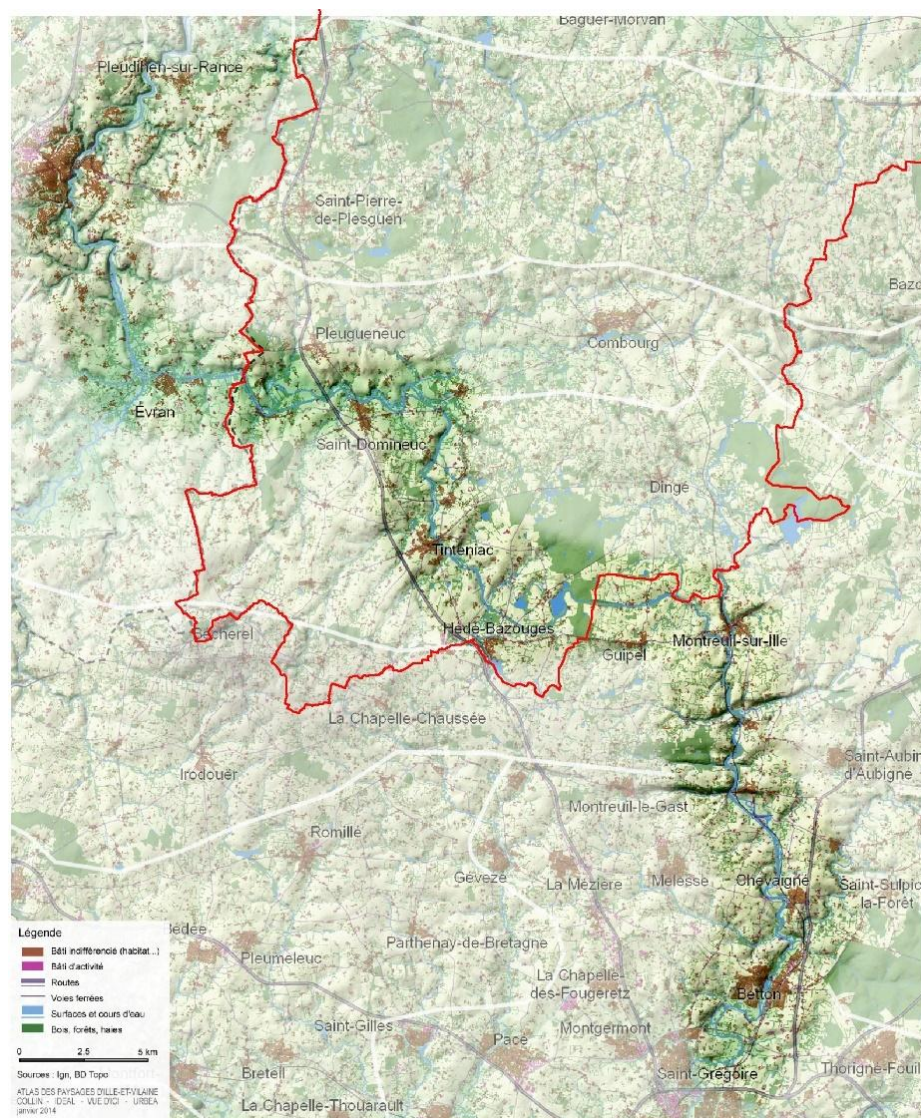 Baguer-Morvan
Pleudihen-sur-Rance
Saint-Pierre-
de-Plesguen
Bazo
Pleugueneuc
Combourg
Évran
Saint-Domineuc
Dingé
Tinténiac
Hédé-Bazouges
Montreuil-sur-Ille
Guipel
Bécherel
La Chapelle-Chaussée
Saint-Aubin
d'Aubigné
Irodouër
Montreuil-le-Gast
Romillé
Gévezé
La Mézière
Melesse
Chevaigné
Saint-Sulpic
la-Forêt
Bédée
Parthenay-de-Bretagne
Pleumeleuc
La Chapelle-
des-Fougeretz
Betton
Saint-Gilles
Montgermont
Pacé
Saint-Grégoire
Thorigné-Fouil
Breteil
La Chapelle-Thouarault
Légende
Bâti indifférencié (habitat...)
Bâti d'activité
Routes
Voies ferrées
Surfaces et cours d'eau
Bois, forêts, haies
0 2.5 5 km
Sources : Ign, BD Topo
ATLAS DES PAYSAGES D'ILLE-ET-VILAINE
COLLIN - IDEAL - VUE D'ICI - URBEA
janvier 2014